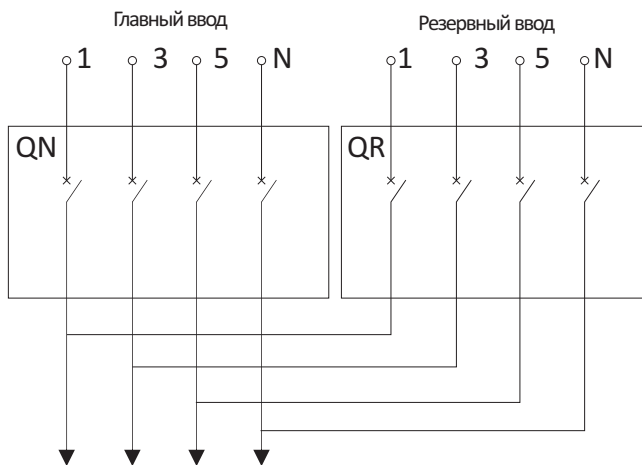 Главный ввод
Резервный ввод
1 3 5 N
1 3 5 N
QN
QR